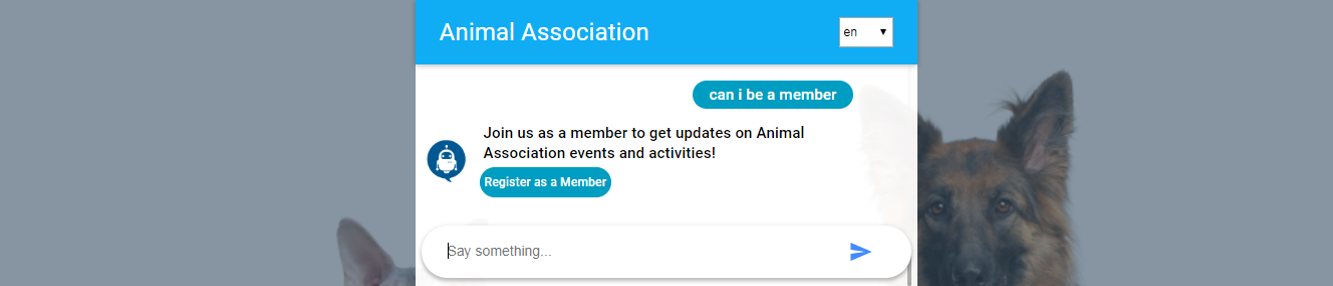 Animal Association
en
can i be a member
Join us as a member to get updates on Animal
Association events and activities!
Register as a Member
Say something...